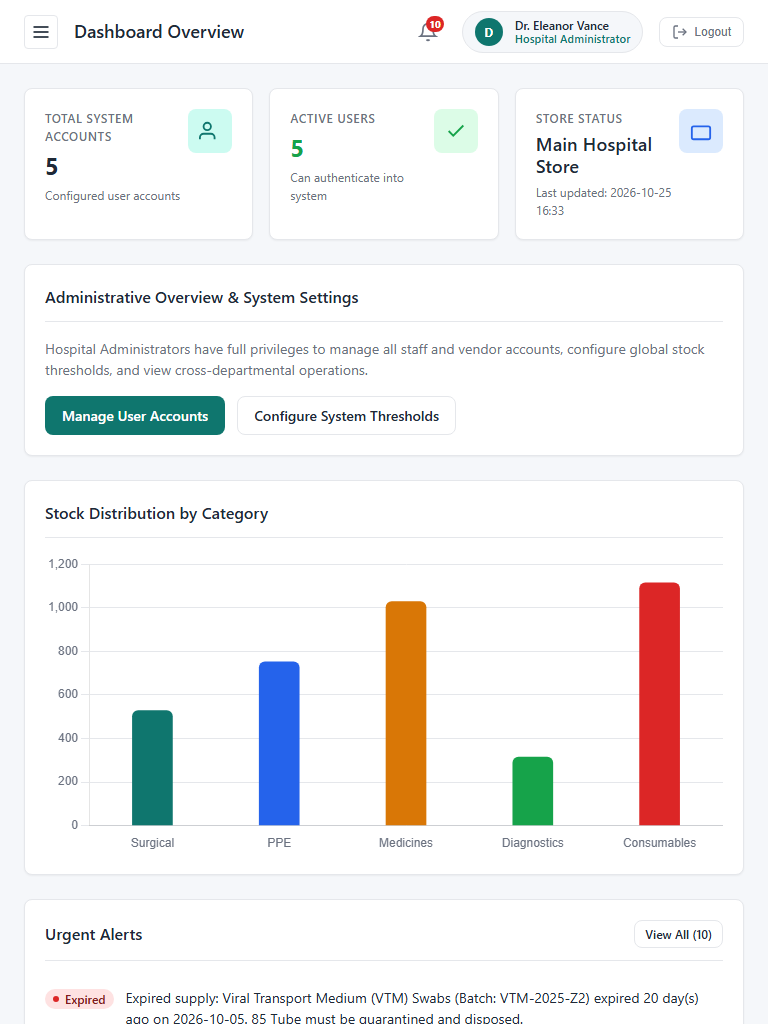 Dashboard Overview
10
D
Dr. Eleanor Vance
Hospital Administrator
Logout
TOTAL SYSTEM
ACCOUNTS
5
Configured user accounts
ACTIVE USERS
5
Can authenticate into
system
STORE STATUS
Main Hospital
Store
Last updated: 2026-10-25
16:33
Administrative Overview & System Settings
Hospital Administrators have full privileges to manage all staff and vendor accounts, configure global stock
thresholds, and view cross-departmental operations.
Manage User Accounts
Configure System Thresholds
Stock Distribution by Category
1,200
1,000
800
600
400
200
0
Surgical
PPE
Medicines
Diagnostics
Consumables
Urgent Alerts
View All (10)
Expired
Expired supply: Viral Transport Medium (VTM) Swabs (Batch: VTM-2025-Z2) expired 20 day(s)
ago on 2026-10-05. 85 Tube must be quarantined and disposed.